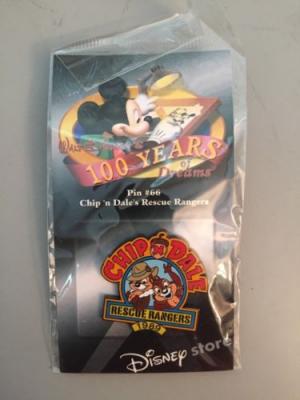 Walt Disney's
100 YEARS
of
Dreams
Pin #66
Chip 'n Dale's Rescue Rangers
CHIP 'N DALE
RESCUE RANGERS
1989
Disney store